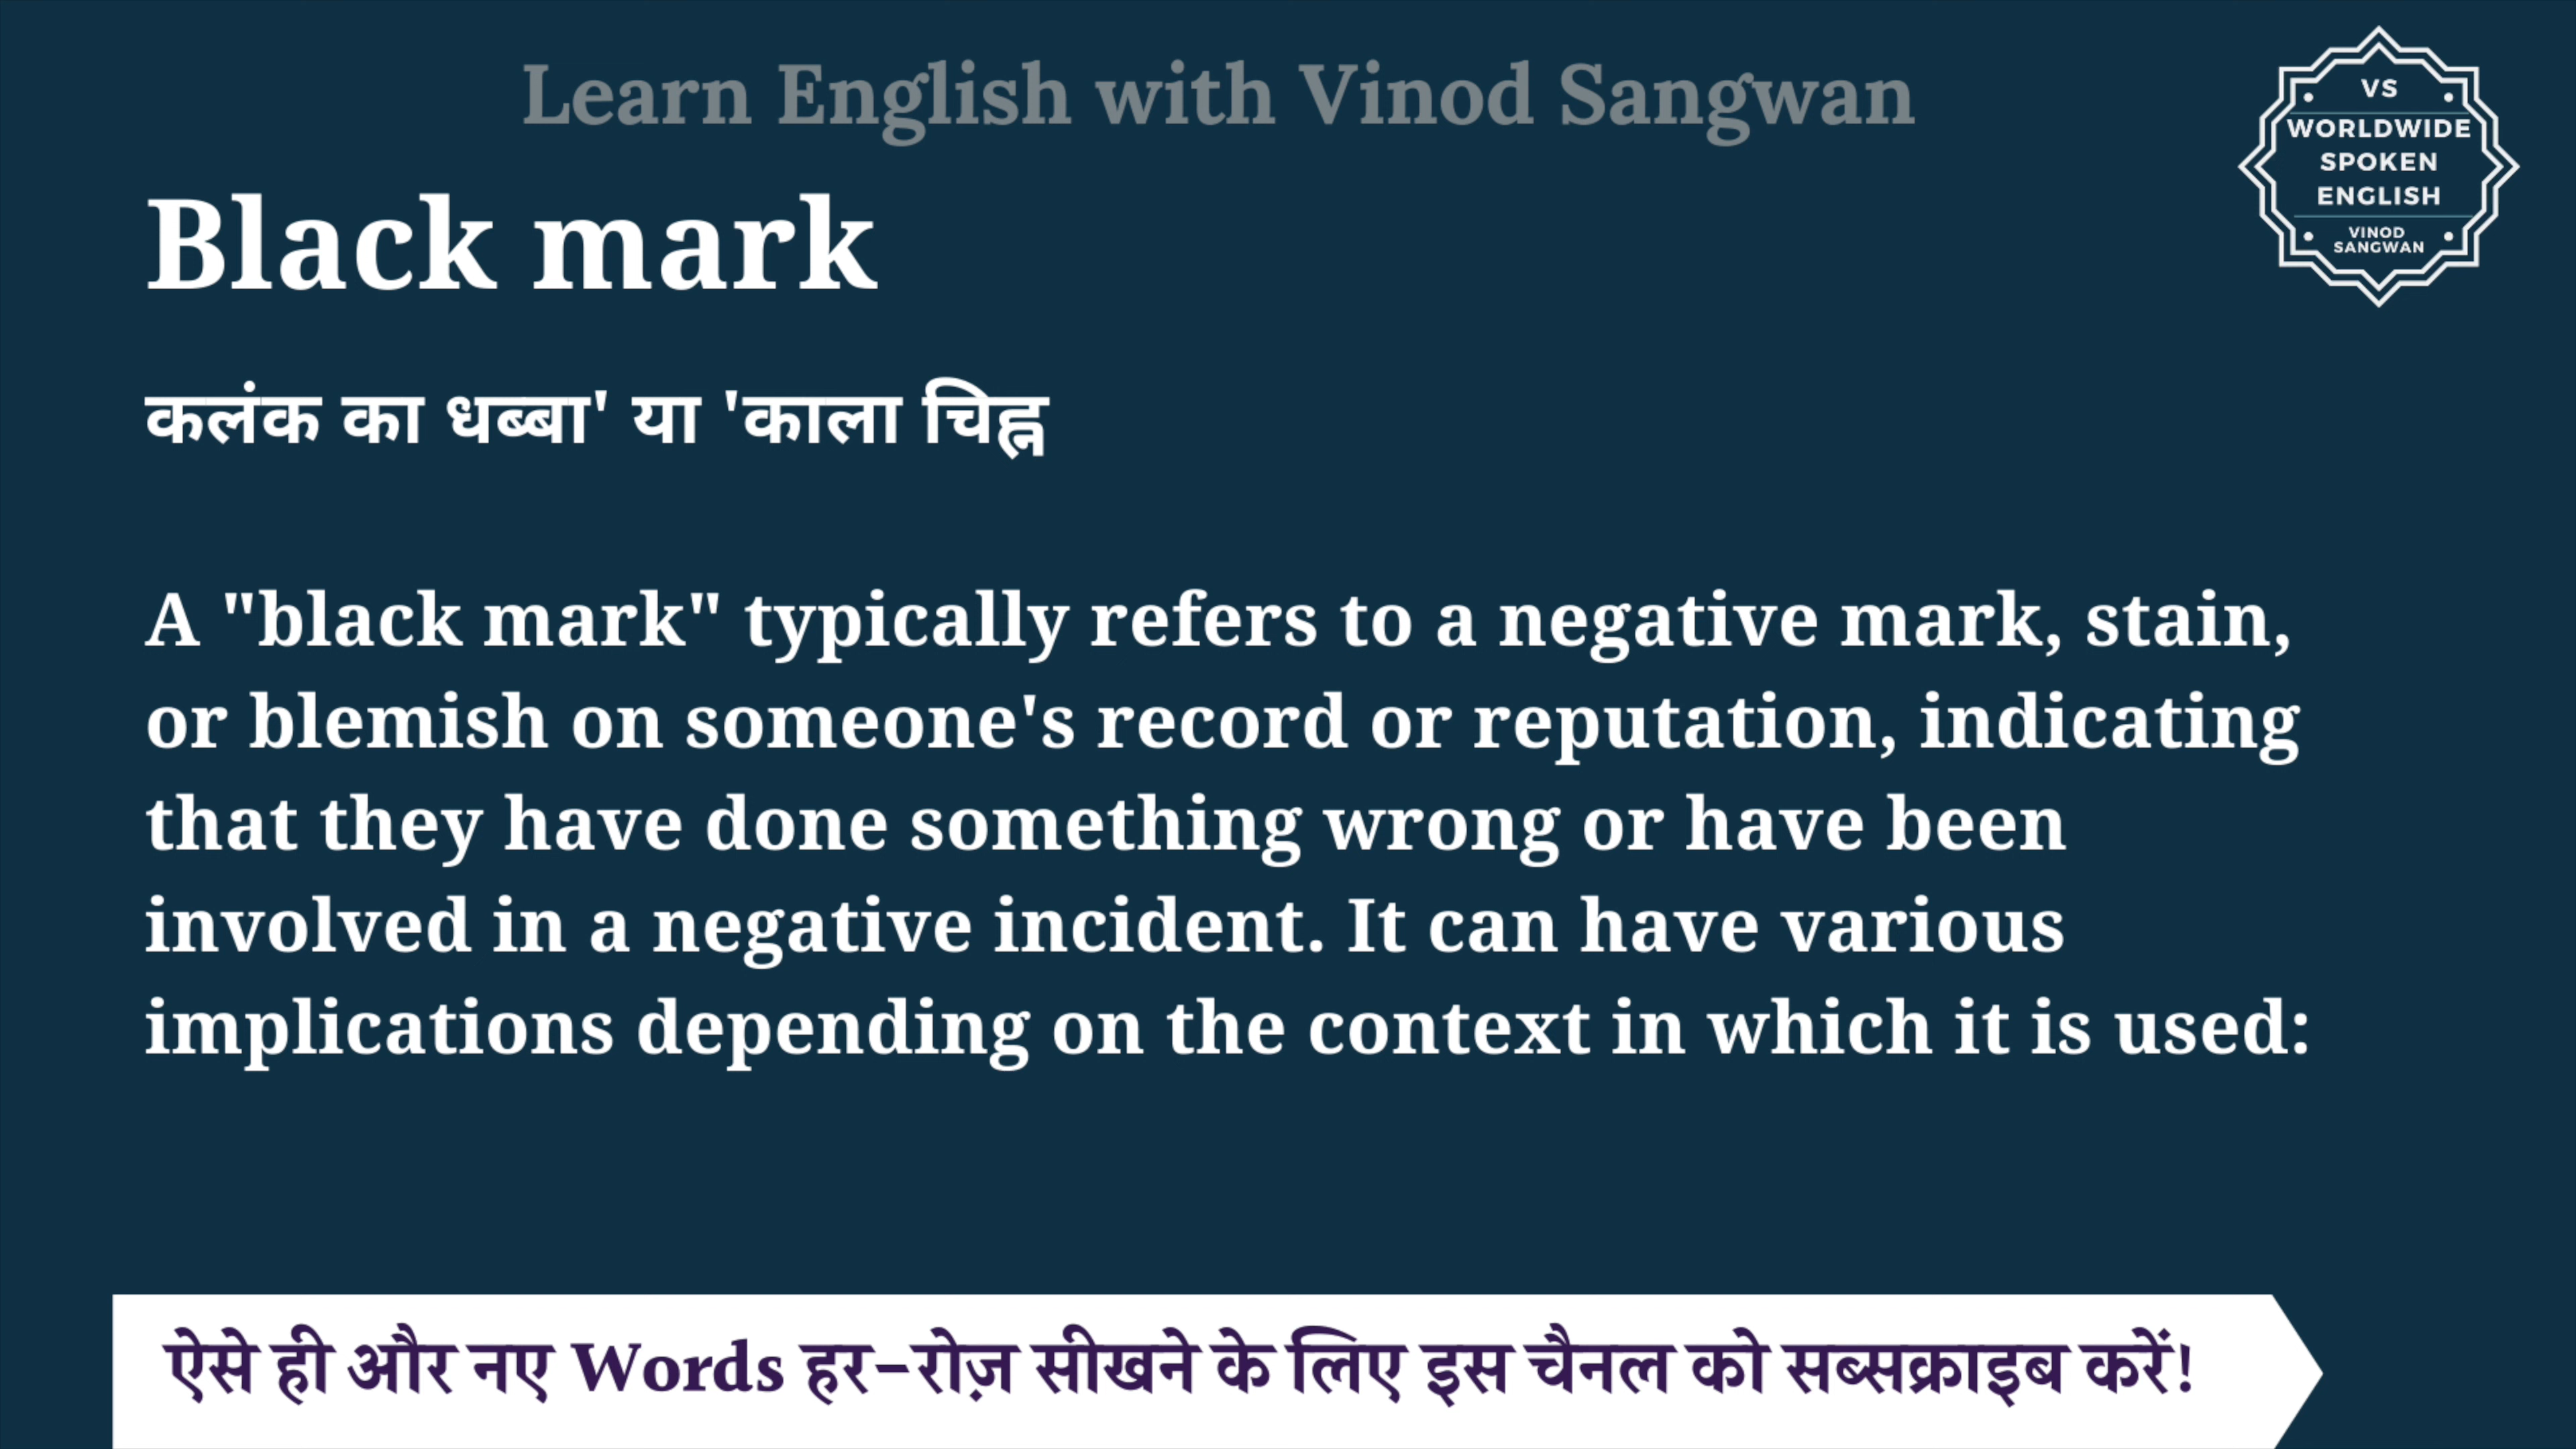 Learn English with Vinod Sangwan
VS
WORLDWIDE
SPOKEN
ENGLISH
VINOD
SANGWAN
Black mark
कलंक का धब्बा' या 'काला चिह्न
A "black mark" typically refers to a negative mark, stain,
or blemish on someone's record or reputation, indicating
that they have done something wrong or have been
involved in a negative incident. It can have various
implications depending on the context in which it is used:
ऐसे ही और नए Words हर-रोज़ सीखने के लिए इस चैनल को सब्सक्राइब करें!